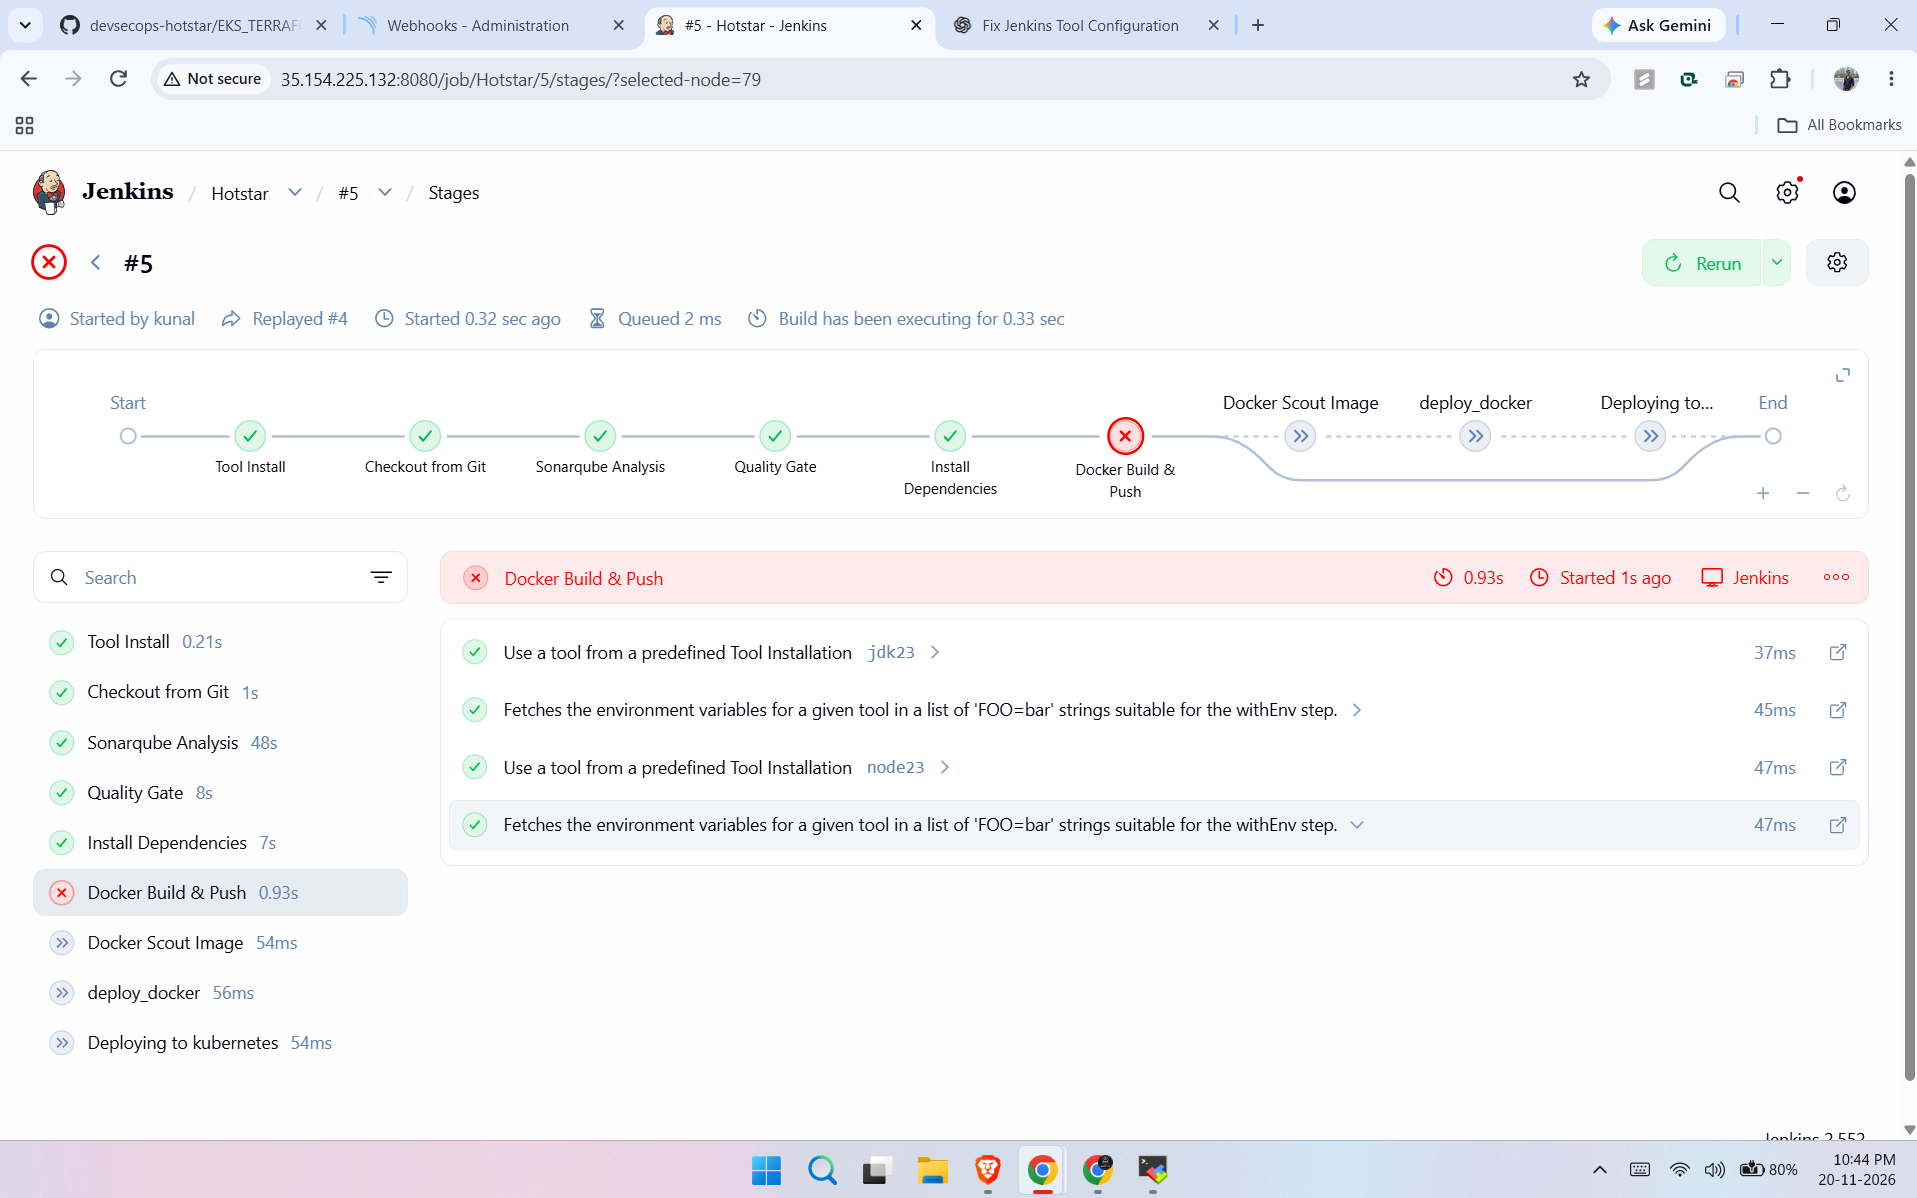 devsecops-hotstar/EKS_TERRAF
Webhooks - Administration
#5 - Hotstar - Jenkins
Fix Jenkins Tool Configuration
Ask Gemini
Not secure
35.154.225.132:8080/job/Hotstar/5/stages/?selected-node=79
All Bookmarks
Jenkins / Hotstar / #5 / Stages
#5
Rerun
Started by kunal
Replayed #4
Started 0.32 sec ago
Queued 2 ms
Build has been executing for 0.33 sec
Start
Docker Scout Image
deploy_docker
Deploying to...
End
Tool Install
Checkout from Git
Sonarqube Analysis
Quality Gate
Install
Dependencies
Docker Build &
Push
Search
Docker Build & Push
0.93s
Started 1s ago
Jenkins
Tool Install 0.21s
Checkout from Git 1s
Sonarqube Analysis 48s
Quality Gate 8s
Install Dependencies 7s
Docker Build & Push 0.93s
Docker Scout Image 54ms
deploy_docker 56ms
Deploying to kubernetes 54ms
Use a tool from a predefined Tool Installation jdk23
37ms
Fetches the environment variables for a given tool in a list of 'FOO=bar' strings suitable for the withEnv step.
45ms
Use a tool from a predefined Tool Installation node23
47ms
Fetches the environment variables for a given tool in a list of 'FOO=bar' strings suitable for the withEnv step.
47ms
Jenkins 2.552
80%
10:44 PM
20-11-2026